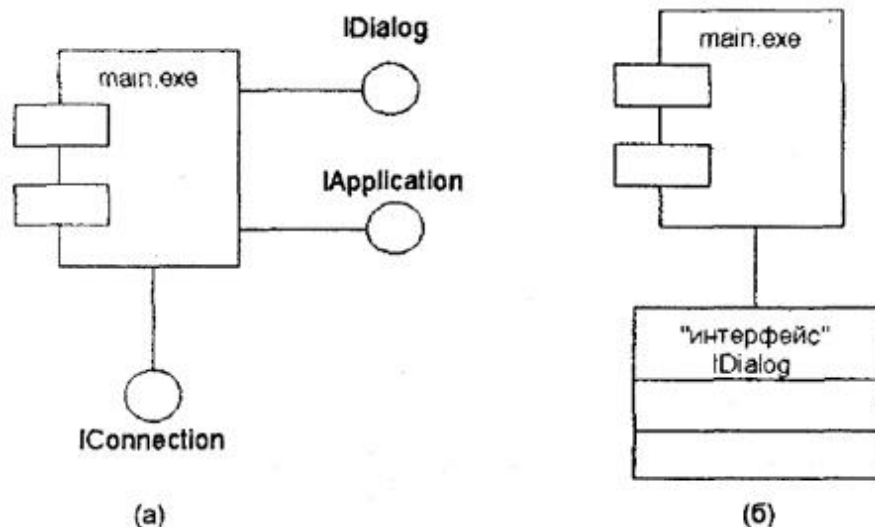 IDialog
main.exe
IApplication
IConnection
(а)
main.exe
"интерфейс"
IDialog
(б)